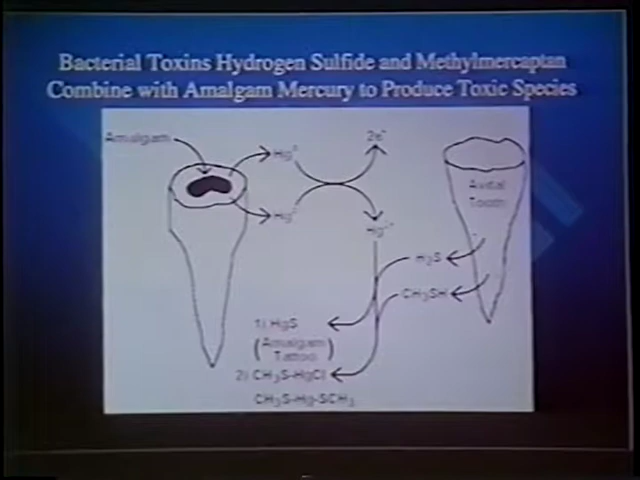 Bacterial Toxins Hydrogen Sulfide and Methylmercaptan
Combine with Amalgam Mercury to Produce Toxic Species
Amalgam
Hg°
2e⁻
Avital
Tooth
Hg°
Hg⁺⁺
H₂S
CH₃SH
1) HgS
(Amalgam
Tattoo)
2) CH₃S-HgCl
CH₃S-Hg-SCH₃